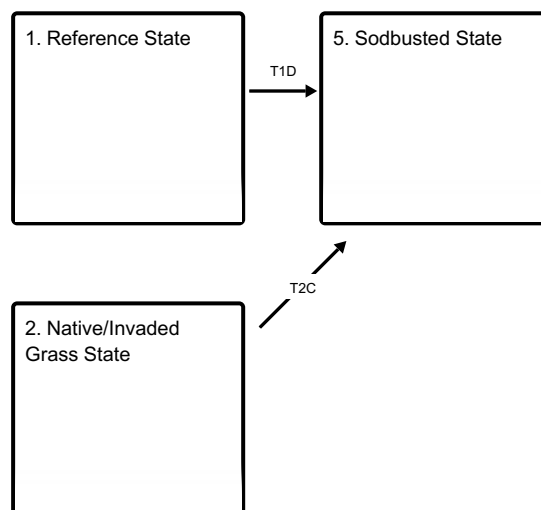 1. Reference State
5. Sodbusted State
T1D
T2C
2. Native/Invaded
Grass State